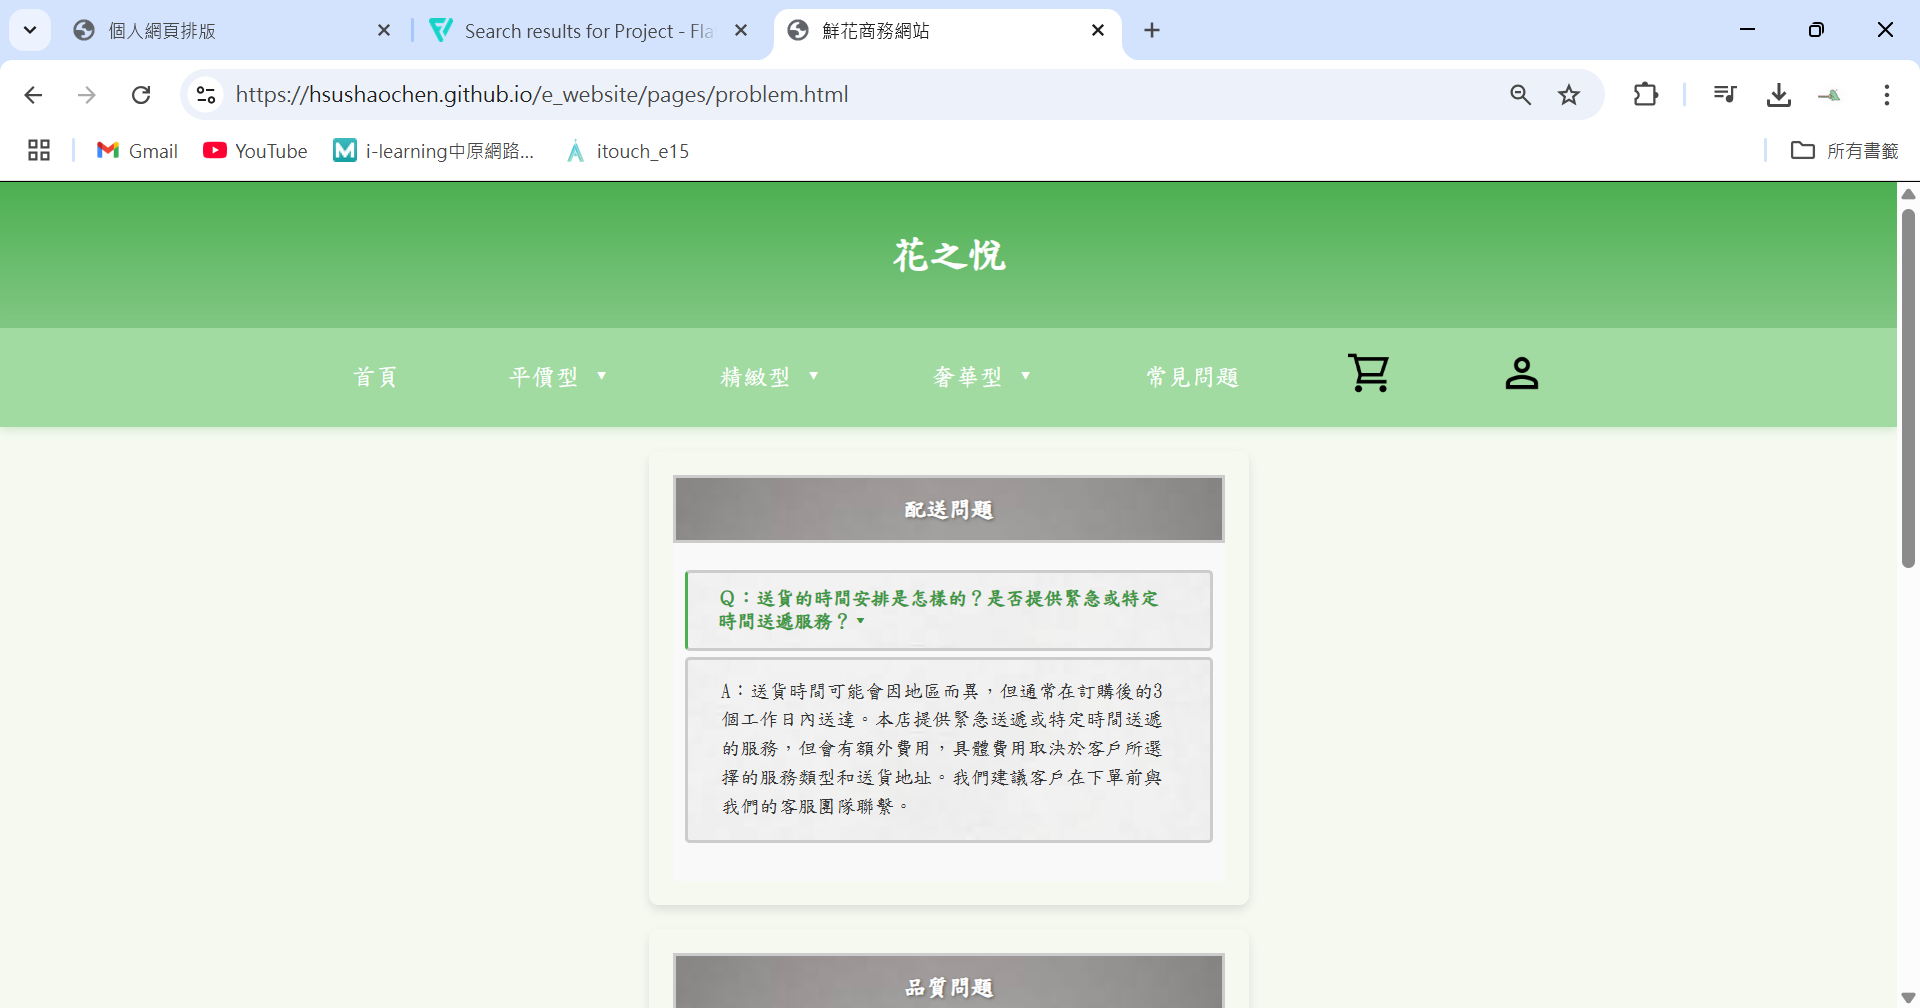 個人網頁排版
Search results for Project - Fla
鮮花商務網站
https://hsushaochen.github.io/e_website/pages/problem.html
Gmail
YouTube
i-learning中原網路...
itouch_e15
所有書籤
花之悅
首頁
平價型 ▼
精緻型 ▼
奢華型 ▼
常見問題
配送問題
Q：送貨的時間安排是怎樣的？是否提供緊急或特定
時間送遞服務？▼
A：送貨時間可能會因地區而異，但通常在訂購後的3
個工作日內送達。本店提供緊急送遞或特定時間送遞
的服務，但會有額外費用，具體費用取決於客戶所選
擇的服務類型和送貨地址。我們建議客戶在下單前與
我們的客服團隊聯繫。
品質問題